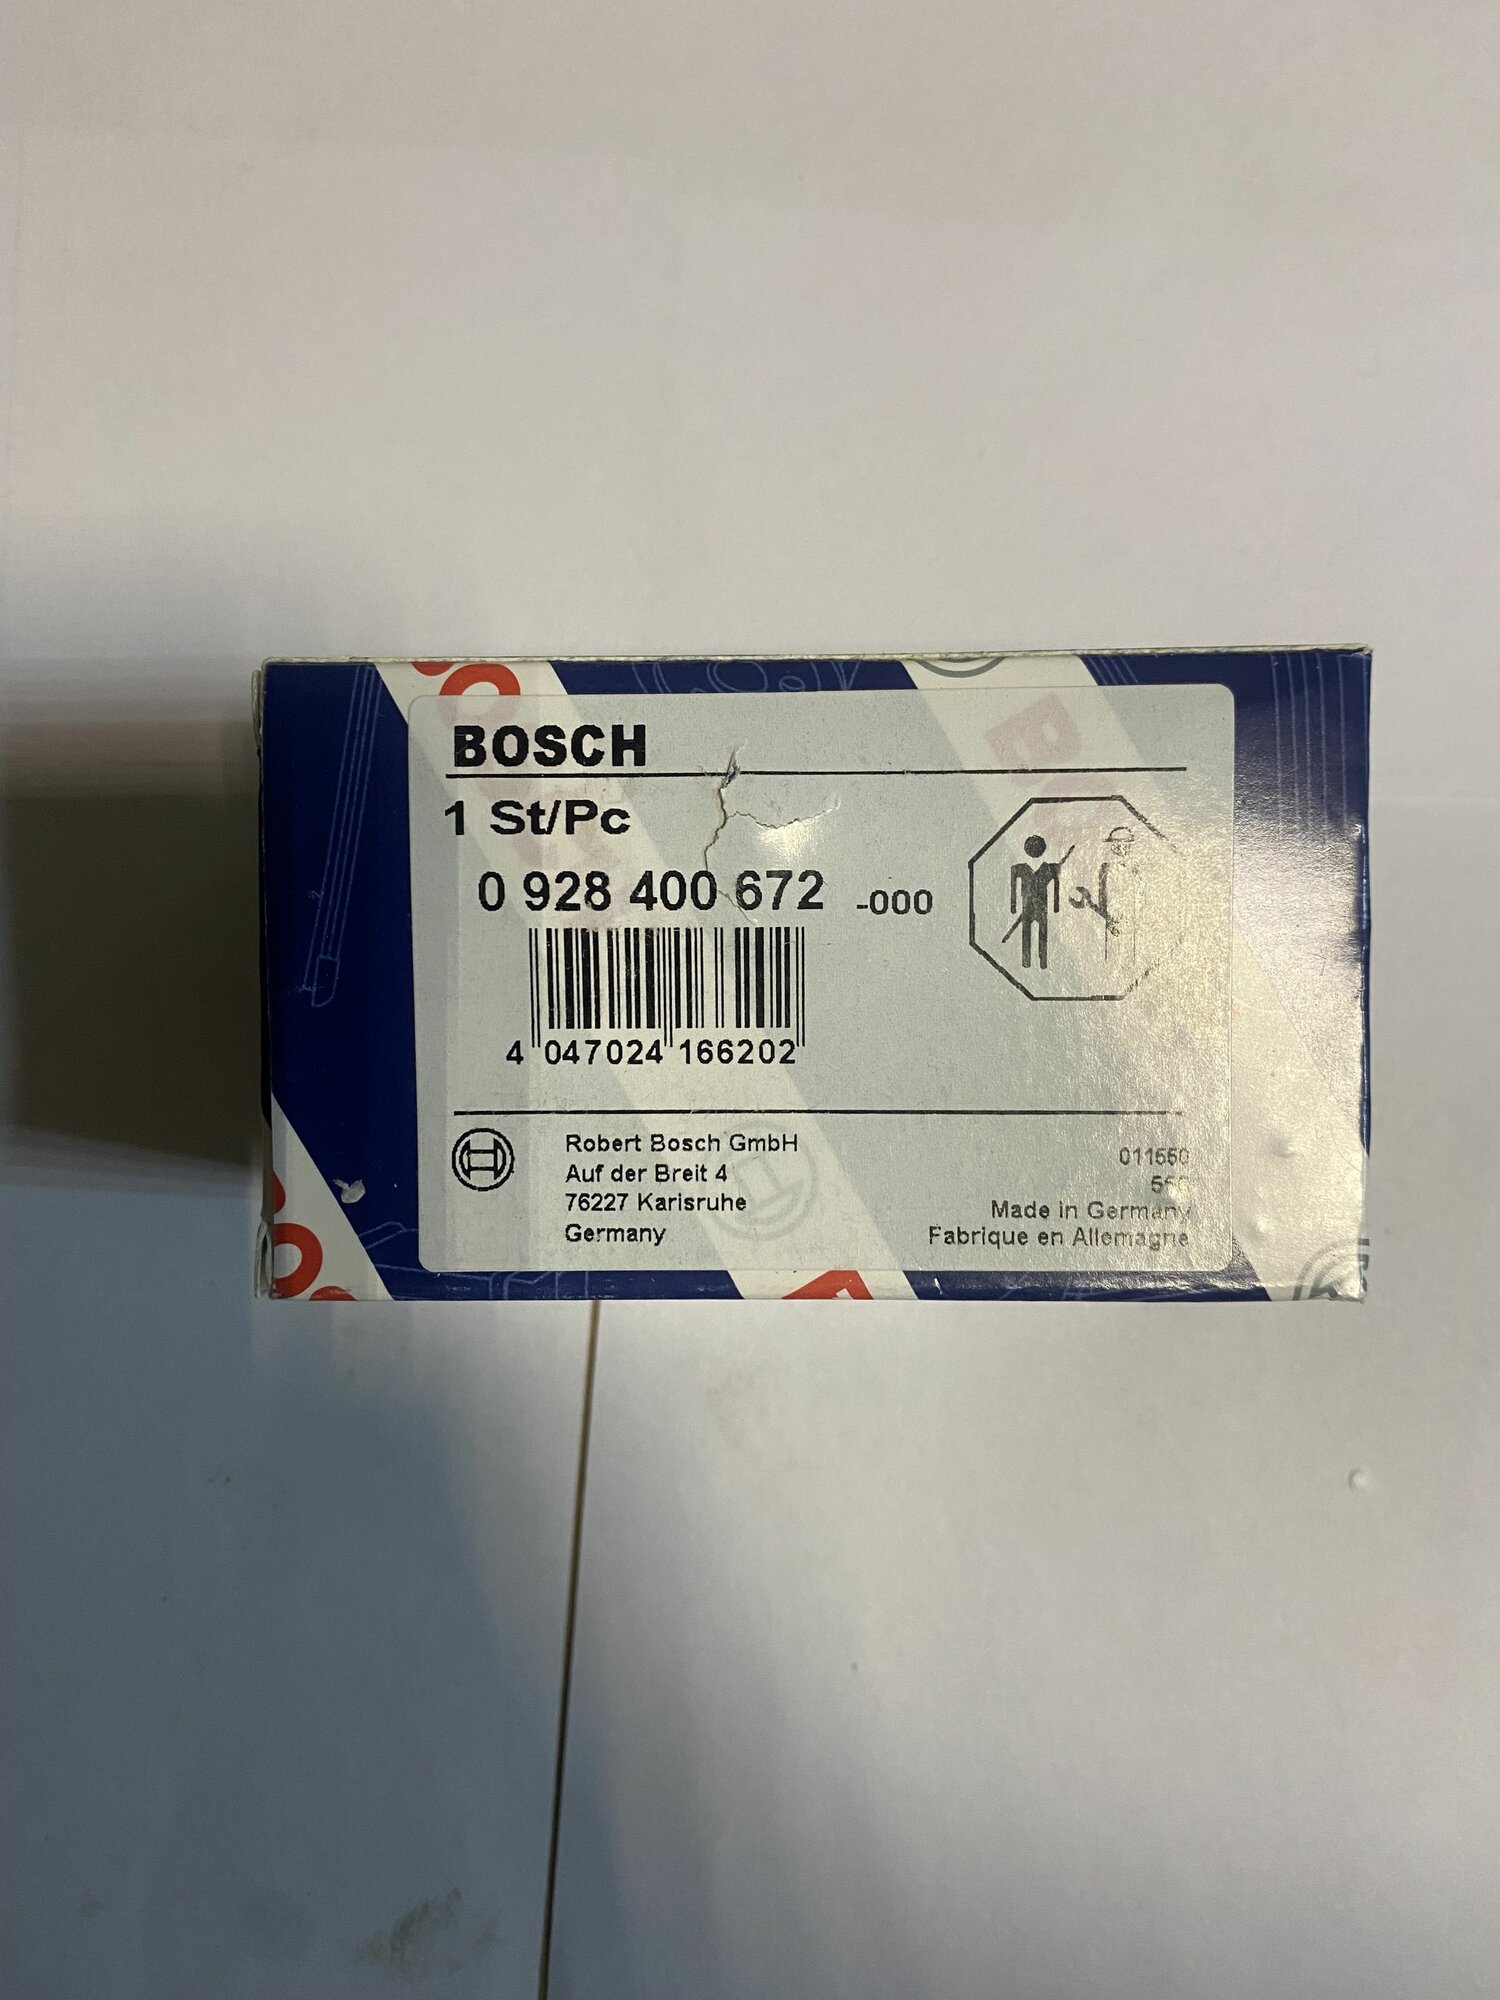 BOSCH
1 St/Pc
0 928 400 672 -000
4 047024 166202
Robert Bosch GmbH
Auf der Breit 4
76227 Karlsruhe
Germany
011550
Made in Germany
Fabrique en Allemagne